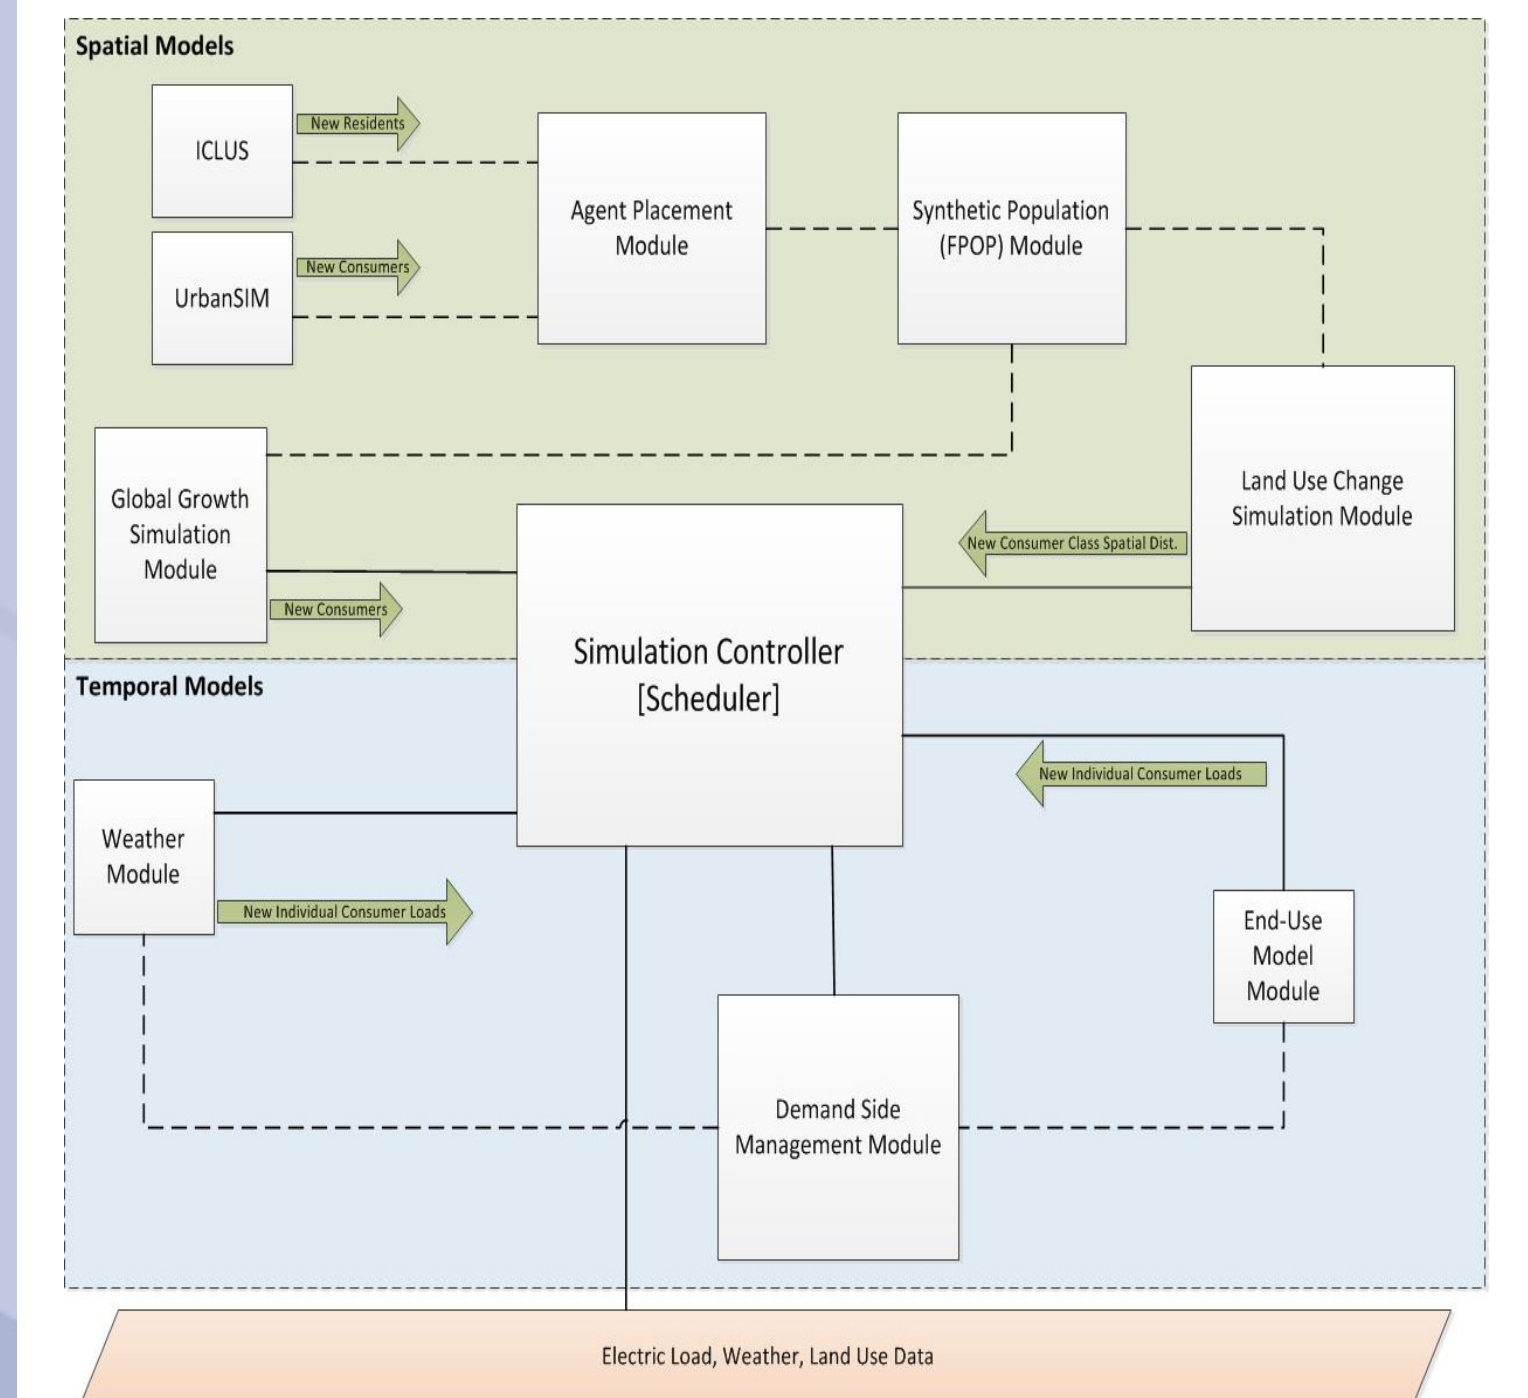 Spatial Models
ICLUS
New Residents
UrbanSIM
New Consumers
Agent Placement
Module
Synthetic Population
(FPOP) Module
Global Growth
Simulation
Module
New Consumers
Land Use Change
Simulation Module
New Consumer Class Spatial Dist.
Simulation Controller
[Scheduler]
Temporal Models
Weather
Module
New Individual Consumer Loads
New Individual Consumer Loads
End-Use
Model
Module
Demand Side
Management Module
Electric Load, Weather, Land Use Data